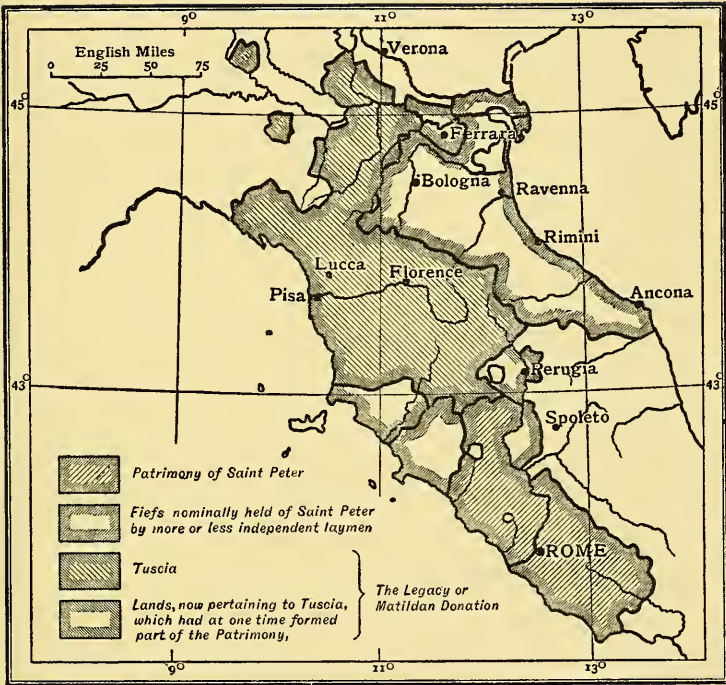 9° 11° 13°
English Miles
0 25 50 75
Verona
45° 45°
Ferrara
Bologna
Ravenna
Rimini
Lucca
Florence
Pisa
Ancona
43° 43°
Rerugia
Spoleto
Patrimony of Saint Peter
Fiefs nominally held of Saint Peter
by more or less independent laymen
Tuscia
Lands, now pertaining to Tuscia,
which had at one time formed
part of the Patrimony,
The Legacy or
Matildan Donation
ROME
9° 11° 13°